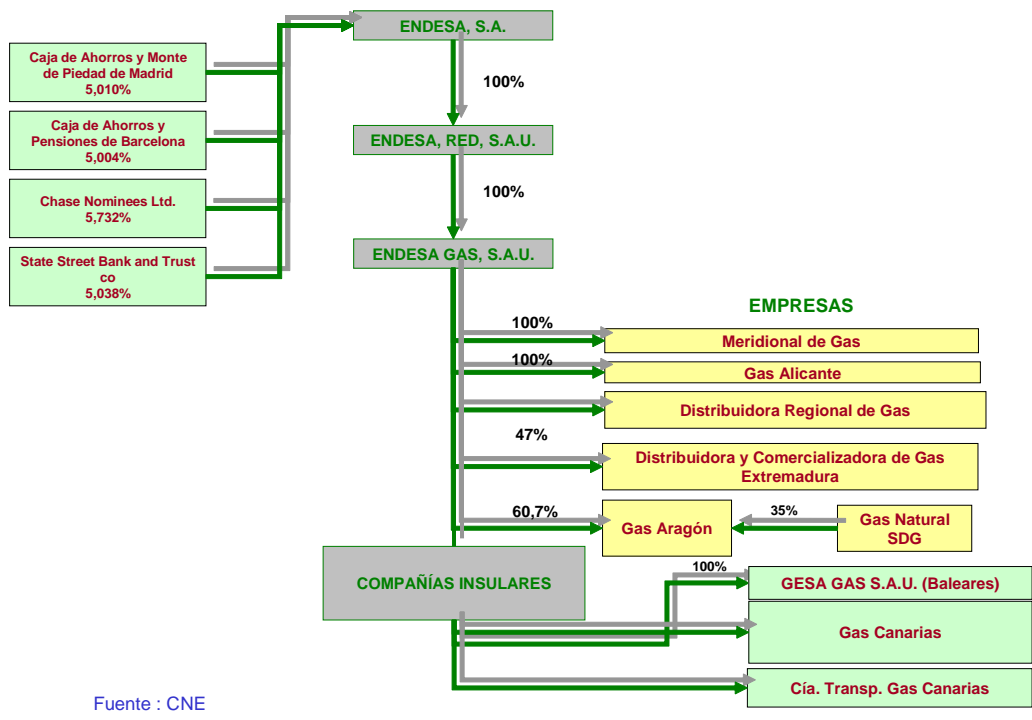 ENDESA, S.A.
Caja de Ahorros y Monte
de Piedad de Madrid
5,010%
100%
Caja de Ahorros y
Pensiones de Barcelona
5,004%
ENDESA, RED, S.A.U.
Chase Nominees Ltd.
5,732%
100%
State Street Bank and Trust
co
5,038%
ENDESA GAS, S.A.U.
EMPRESAS
100%
Meridional de Gas
100%
Gas Alicante
Distribuidora Regional de Gas
47%
Distribuidora y Comercializadora de Gas
Extremadura
60,7%
Gas Aragón
35%
Gas Natural
SDG
COMPAÑÍAS INSULARES
100%
GESA GAS S.A.U. (Baleares)
Gas Canarias
Cía. Transp. Gas Canarias
Fuente : CNE